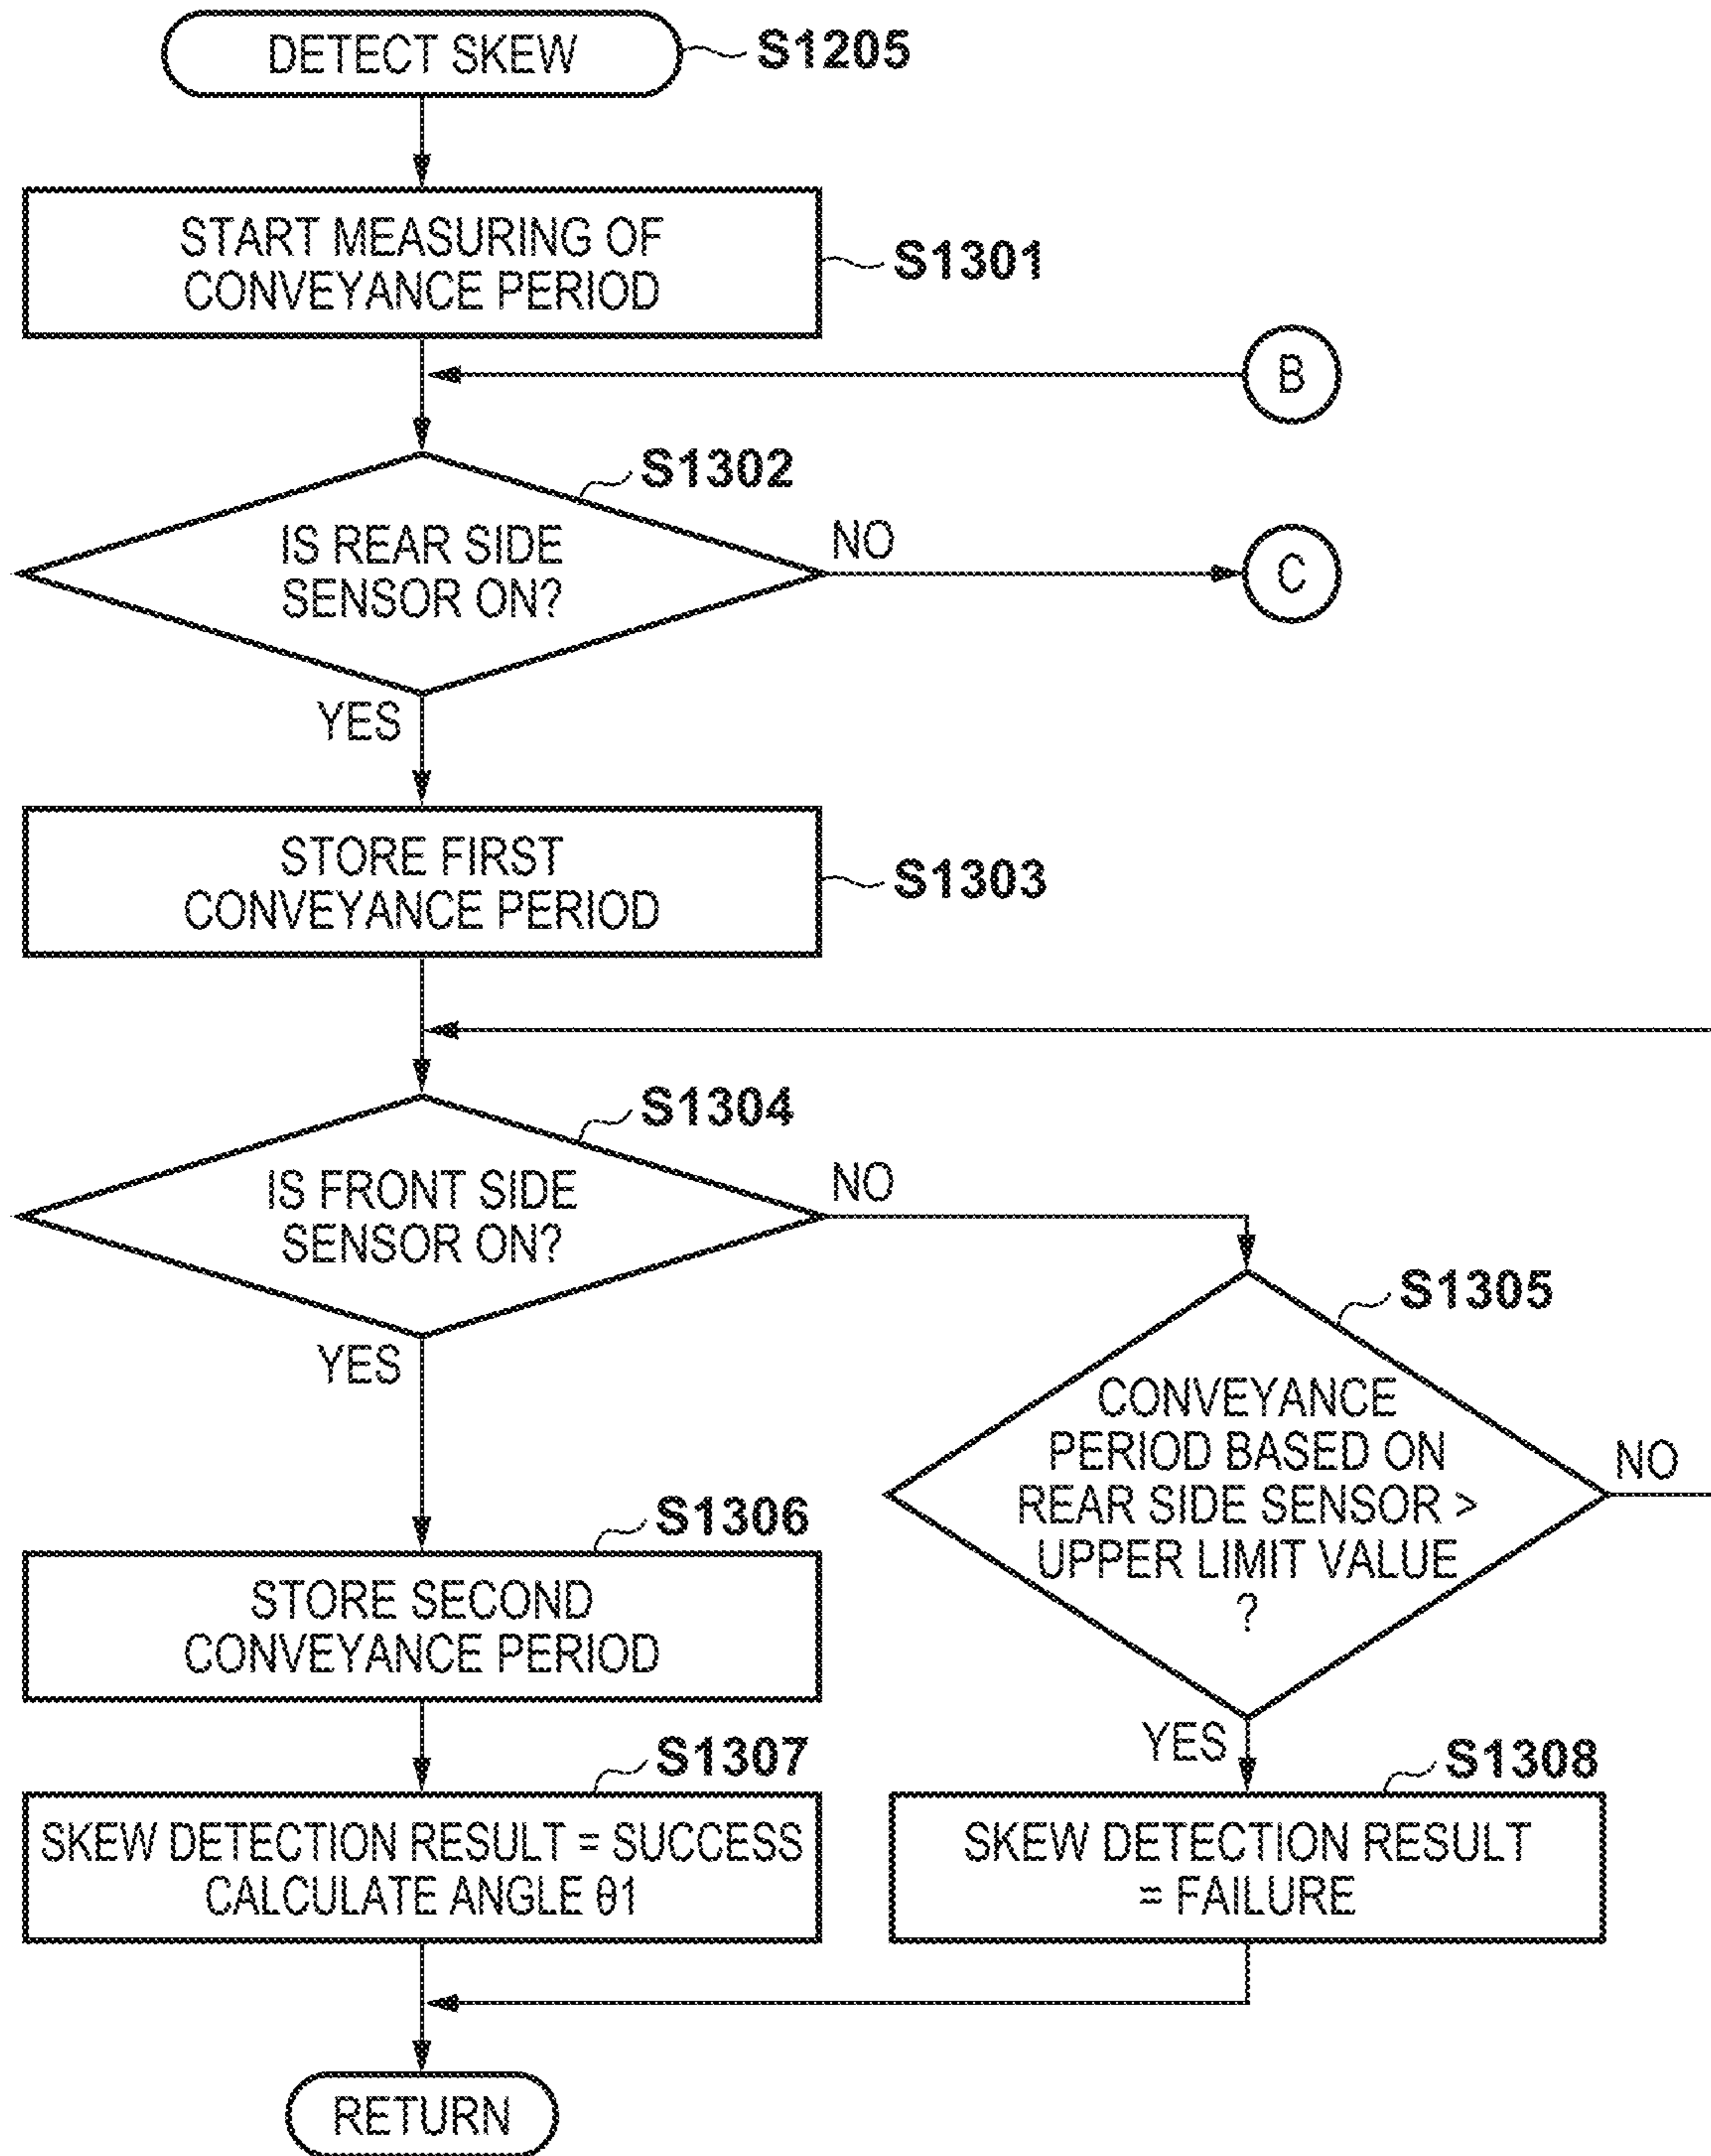 DETECT SKEW
S1205
START MEASURING OF
CONVEYANCE PERIOD
S1301
B
S1302
IS REAR SIDE
SENSOR ON?
NO
C
YES
STORE FIRST
CONVEYANCE PERIOD
S1303
S1304
IS FRONT SIDE
SENSOR ON?
NO
YES
S1305
CONVEYANCE
PERIOD BASED ON
REAR SIDE SENSOR >
UPPER LIMIT VALUE
?
NO
YES
S1306
STORE SECOND
CONVEYANCE PERIOD
S1307
SKEW DETECTION RESULT = SUCCESS
CALCULATE ANGLE θ1
S1308
SKEW DETECTION RESULT
= FAILURE
RETURN